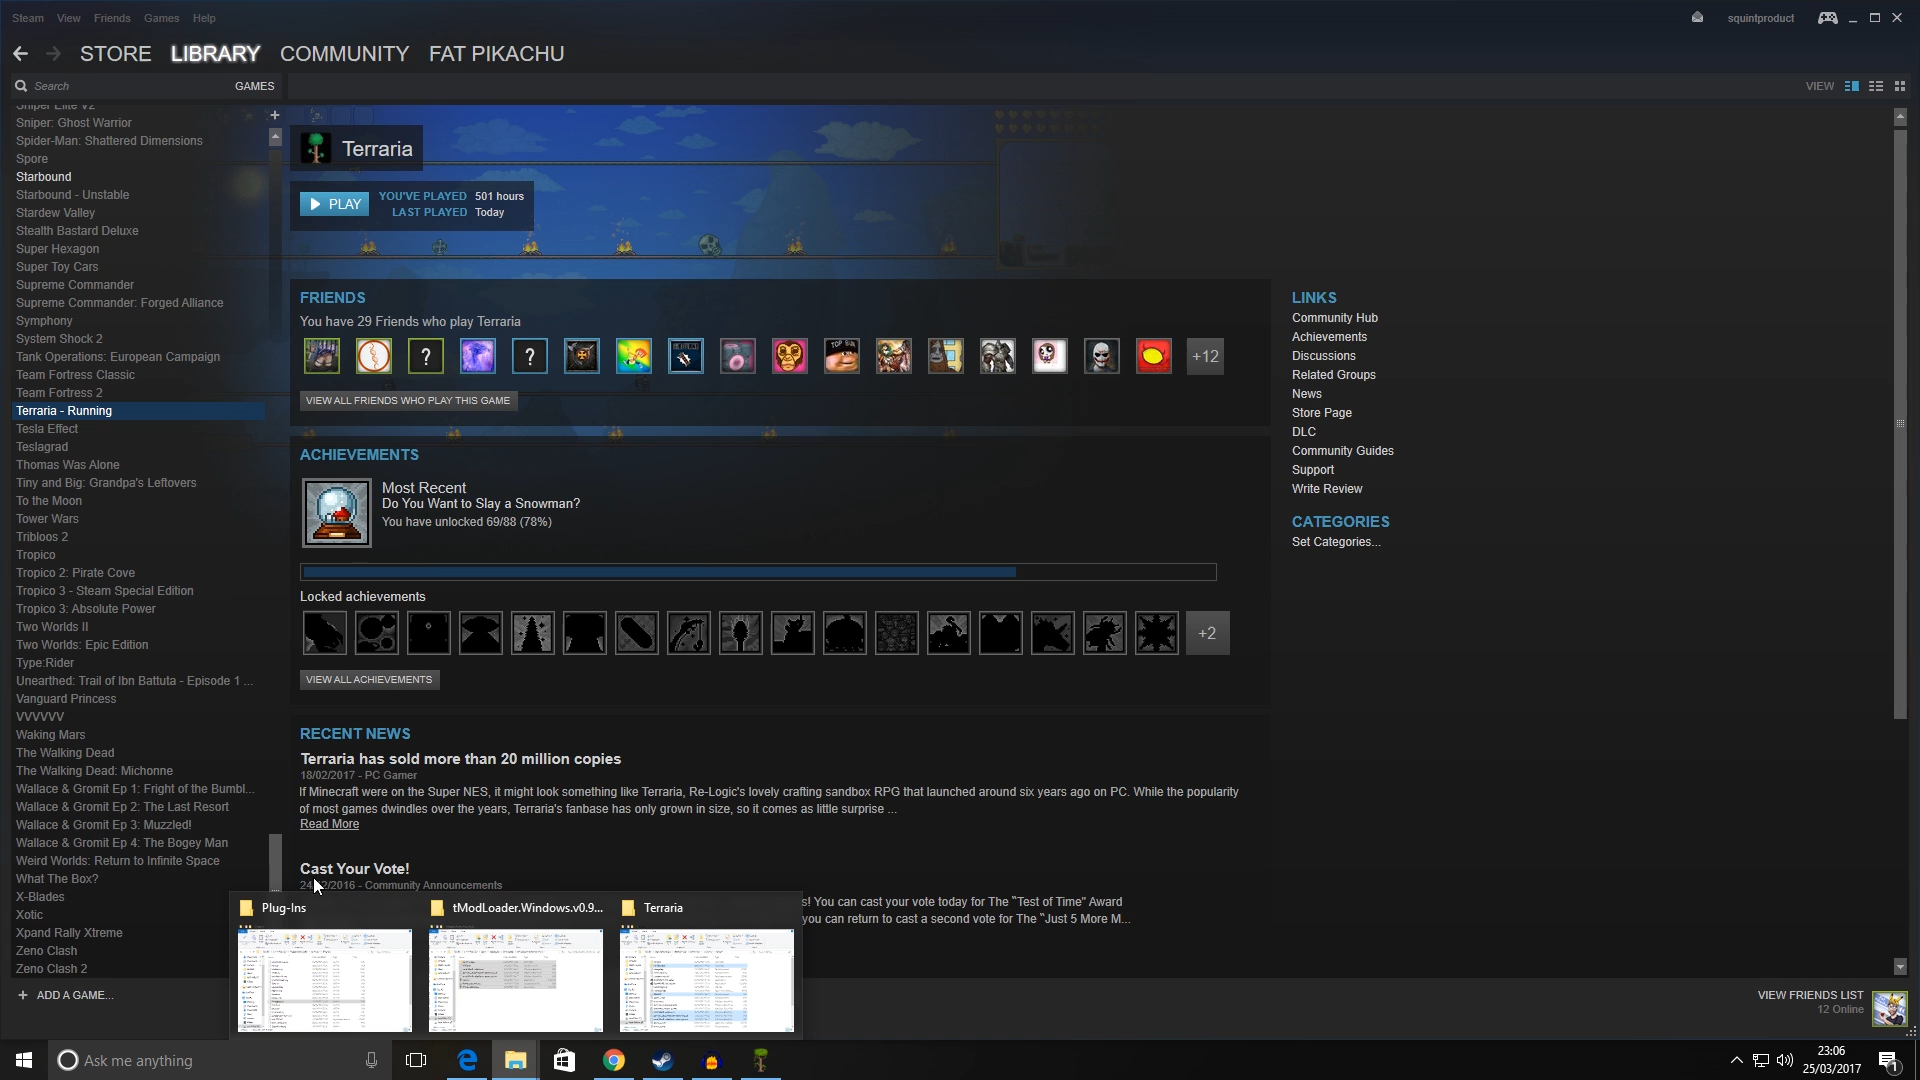 Steam View Friends Games Help
squintproduct
STORE LIBRARY COMMUNITY FAT PIKACHU
Search
GAMES
VIEW
Sniper Elite V2
Sniper: Ghost Warrior
Spider-Man: Shattered Dimensions
Spore
Starbound
Starbound - Unstable
Stardew Valley
Stealth Bastard Deluxe
Super Hexagon
Super Toy Cars
Supreme Commander
Supreme Commander: Forged Alliance
Symphony
System Shock 2
Tank Operations: European Campaign
Team Fortress Classic
Team Fortress 2
Terraria - Running
Tesla Effect
Teslagrad
Thomas Was Alone
Tiny and Big: Grandpa's Leftovers
To the Moon
Tower Wars
Tribloos 2
Tropico
Tropico 2: Pirate Cove
Tropico 3 - Steam Special Edition
Tropico 3: Absolute Power
Two Worlds II
Two Worlds: Epic Edition
Type:Rider
Unearthed: Trail of Ibn Battuta - Episode 1 ...
Vanguard Princess
VVVVVV
Waking Mars
The Walking Dead
The Walking Dead: Michonne
Wallace & Gromit Ep 1: Fright of the Bumbl...
Wallace & Gromit Ep 2: The Last Resort
Wallace & Gromit Ep 3: Muzzled!
Wallace & Gromit Ep 4: The Bogey Man
Weird Worlds: Return to Infinite Space
What The Box?
X-Blades
Xotic
Xpand Rally Xtreme
Zeno Clash
Zeno Clash 2
+ ADD A GAME...
Terraria
PLAY
YOU'VE PLAYED 501 hours
LAST PLAYED Today
FRIENDS
You have 29 Friends who play Terraria
? ? TOP GUN +12
VIEW ALL FRIENDS WHO PLAY THIS GAME
ACHIEVEMENTS
Most Recent
Do You Want to Slay a Snowman?
You have unlocked 69/88 (78%)
Locked achievements
+2
VIEW ALL ACHIEVEMENTS
RECENT NEWS
Terraria has sold more than 20 million copies
18/02/2017 - PC Gamer
If Minecraft were on the Super NES, it might look something like Terraria, Re-Logic's lovely crafting sandbox RPG that launched around six years ago on PC. While the popularity
of most games dwindles over the years, Terraria's fanbase has only grown in size, so it comes as little surprise ...
Read More
Cast Your Vote!
2016 - Community Announcements
s! You can cast your vote today for The "Test of Time" Award
you can return to cast a second vote for The "Just 5 More M...
LINKS
Community Hub
Achievements
Discussions
Related Groups
News
Store Page
DLC
Community Guides
Support
Write Review
CATEGORIES
Set Categories...
Plug-Ins
tModLoader.Windows.v0.9...
Terraria
VIEW FRIENDS LIST
12 Online
Ask me anything
23:06
25/03/2017
1